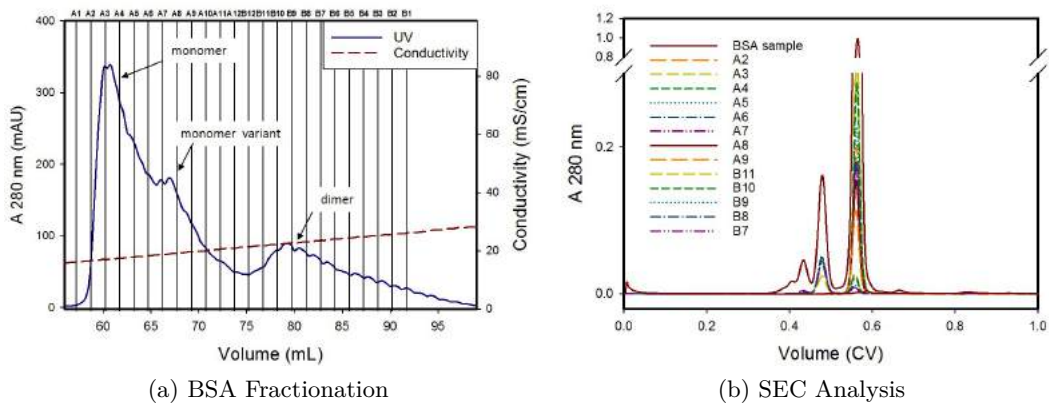 A1 A2 A3 A4 A5 A6 A7 A8 A9 A10 A11 A12 B12 B11 B10 B9 B8 B7 B6 B5 B4 B3 B2 B1
400
300
200
100
0
A 280 nm (mAU)
monomer
monomer variant
dimer
UV
Conductivity
80
60
40
20
0
Conductivity (mS/cm)
60 65 70 75 80 85 90 95
Volume (mL)
(a) BSA Fractionation
1.2
1.0
0.8
0.2
0.0
A 280 nm
BSA sample
A2
A3
A4
A5
A6
A7
A8
A9
B11
B10
B9
B8
B7
0.0 0.2 0.4 0.6 0.8 1.0
Volume (CV)
(b) SEC Analysis